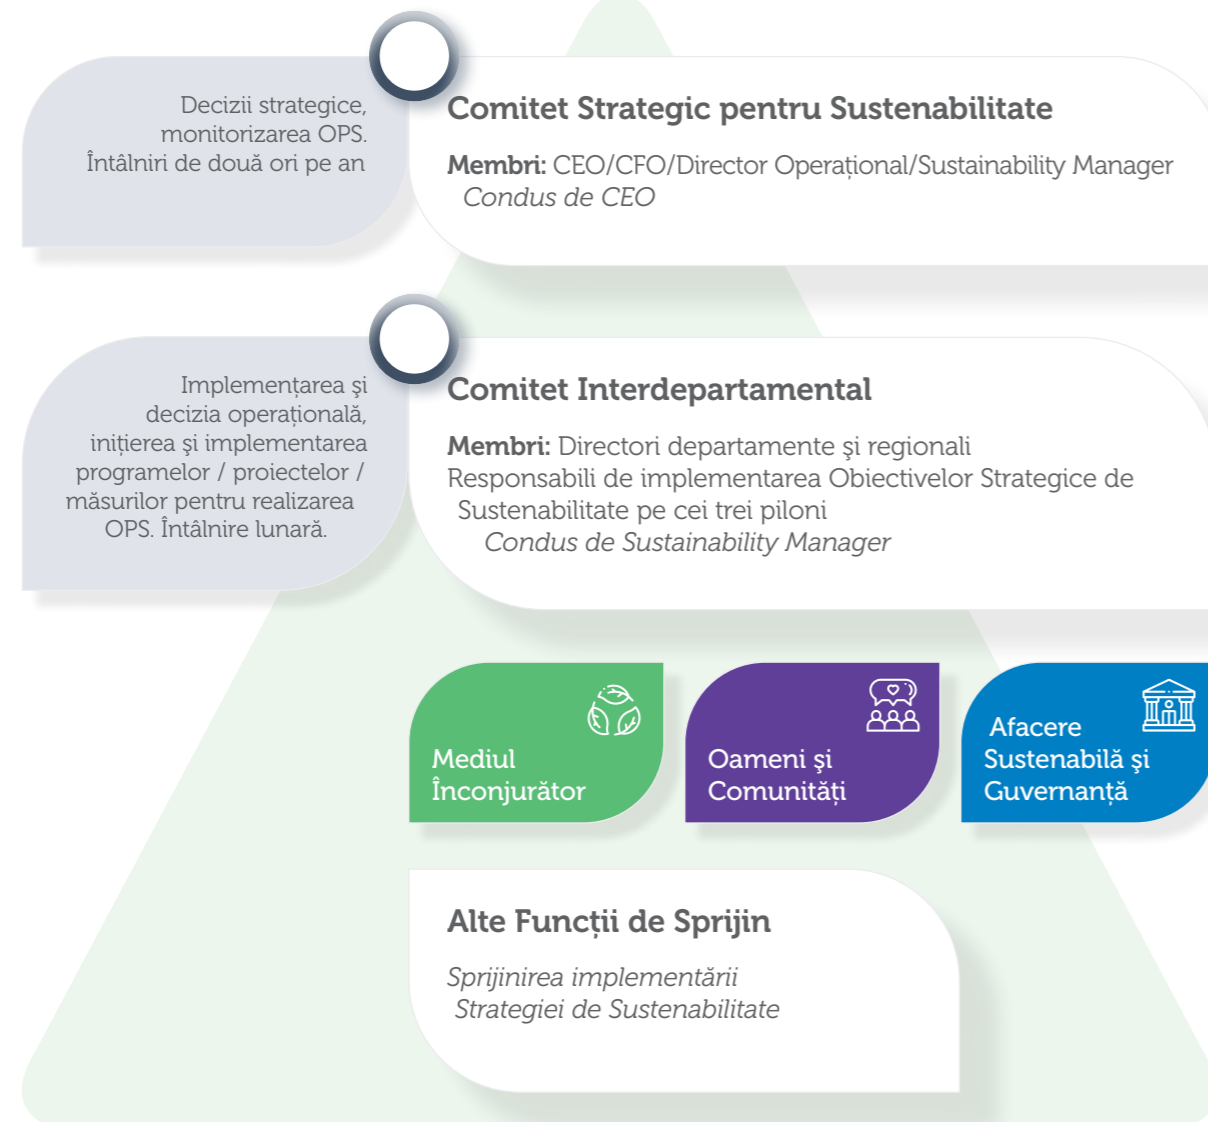 Decizii strategice,
monitorizarea OPS.
Întâlniri de două ori pe an
Comitet Strategic pentru Sustenabilitate
Membri: CEO/CFO/Director Operațional/Sustainability Manager
Condus de CEO
Implemențarea şi
decizia operațională,
inițierea şi implementarea
programelor / proiectelor /
măsurilor pentru realizarea
OPS. Întâlnire lunară.
Comitet Interdepartamental
Membri: Directori departamente şi regionali
Responsabili de implementarea Obiectivelor Strategice de
Sustenabilitate pe cei trei piloni
Condus de Sustainability Manager
Mediul
Înconjurător
Oameni şi
Comunități
Afacere
Sustenabilă şi
Guvernanță
Alte Funcții de Sprijin
Sprijinirea implementării
Strategiei de Sustenabilitate